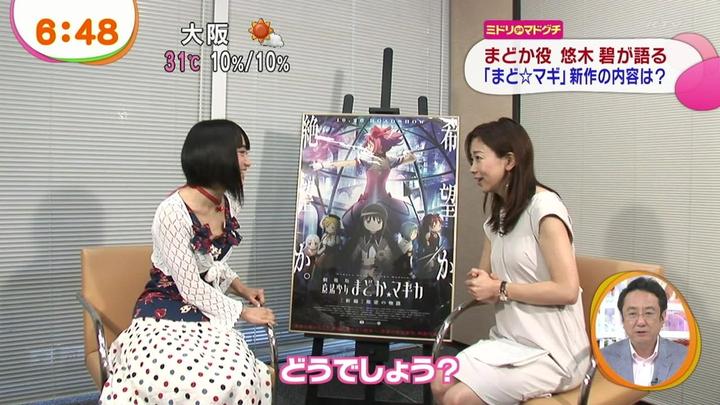 6:48
大阪
31℃ 10%/10%
ミドリのマドグチ
まどか役 悠木 碧が語る
「まど☆マギ」新作の内容は?
10.26 ROADSHOW
希望か、
絶望か。
劇場版
魔法少女まどか☆マギカ
[新編]叛逆の物語
どうでしょう?